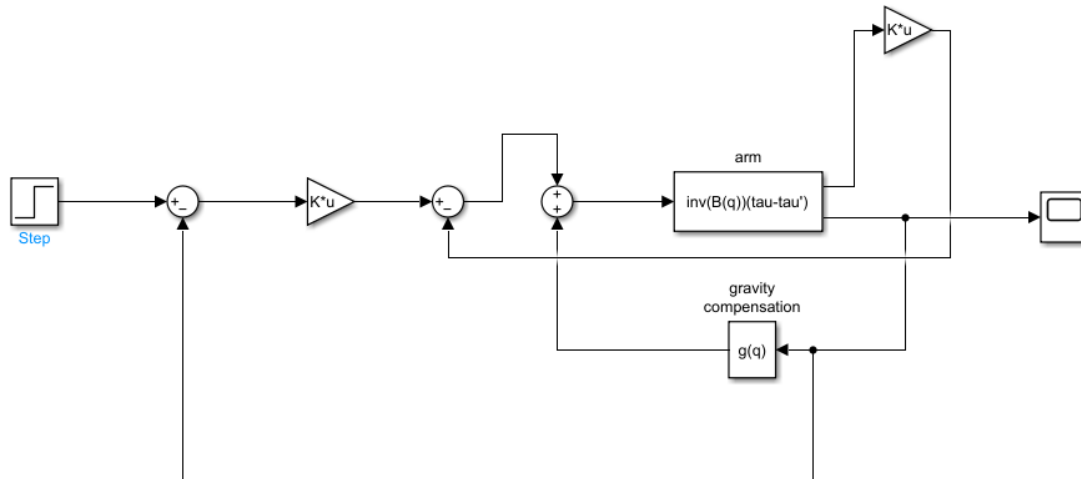 K*u
arm
K*u
inv(B(q))(tau-tau')
Step
gravity
compensation
g(q)